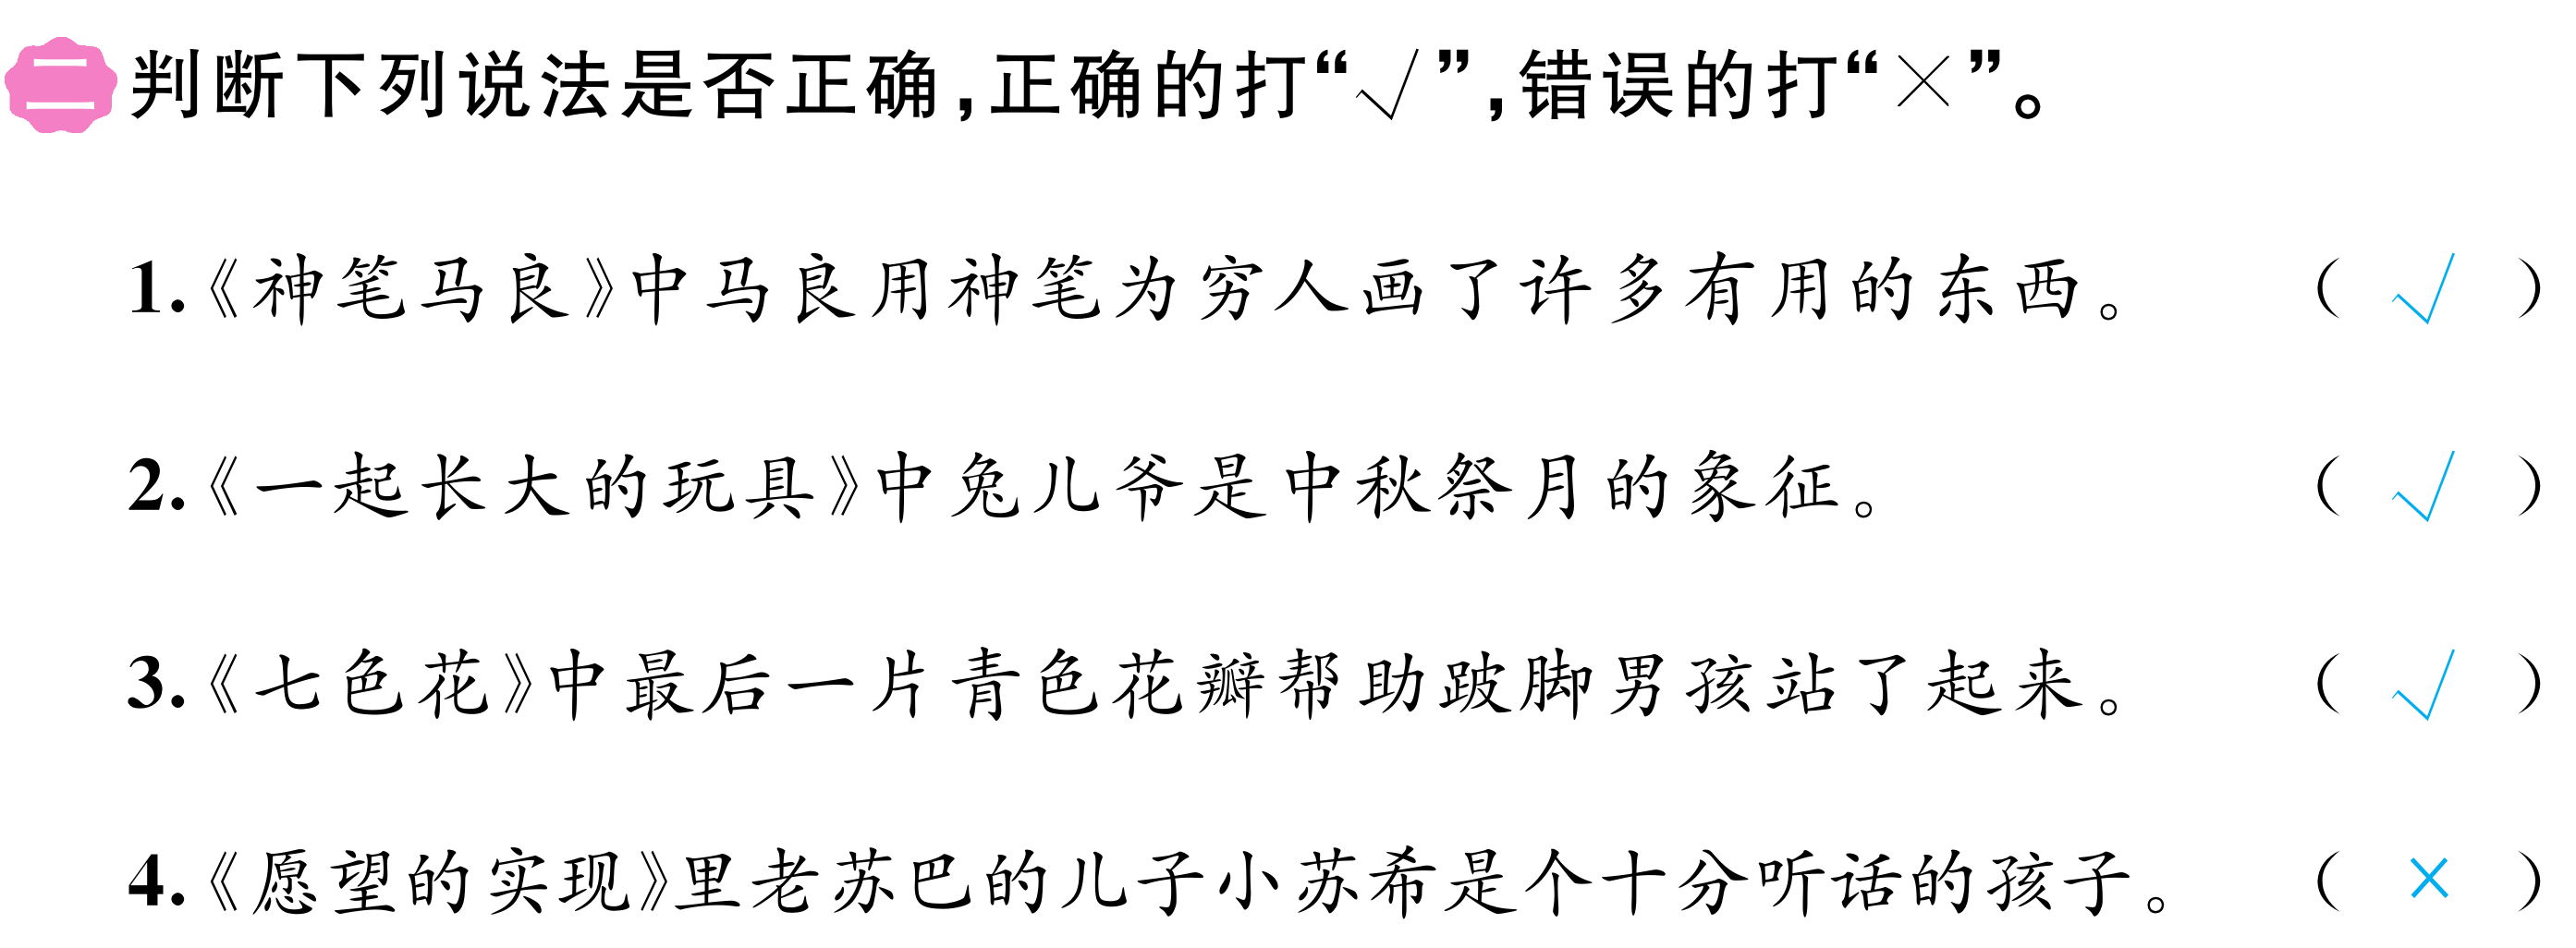 二 判断下列说法是否正确,正确的打“√”,错误的打“×”。
1.《神笔马良》中马良用神笔为穷人画了许多有用的东西。 ( √ )
2.《一起长大的玩具》中兔儿爷是中秋祭月的象征。 ( √ )
3.《七色花》中最后一片青色花瓣帮助跛脚男孩站了起来。 ( √ )
4.《愿望的实现》里老苏巴的儿子小苏希是个十分听话的孩子。 ( × )